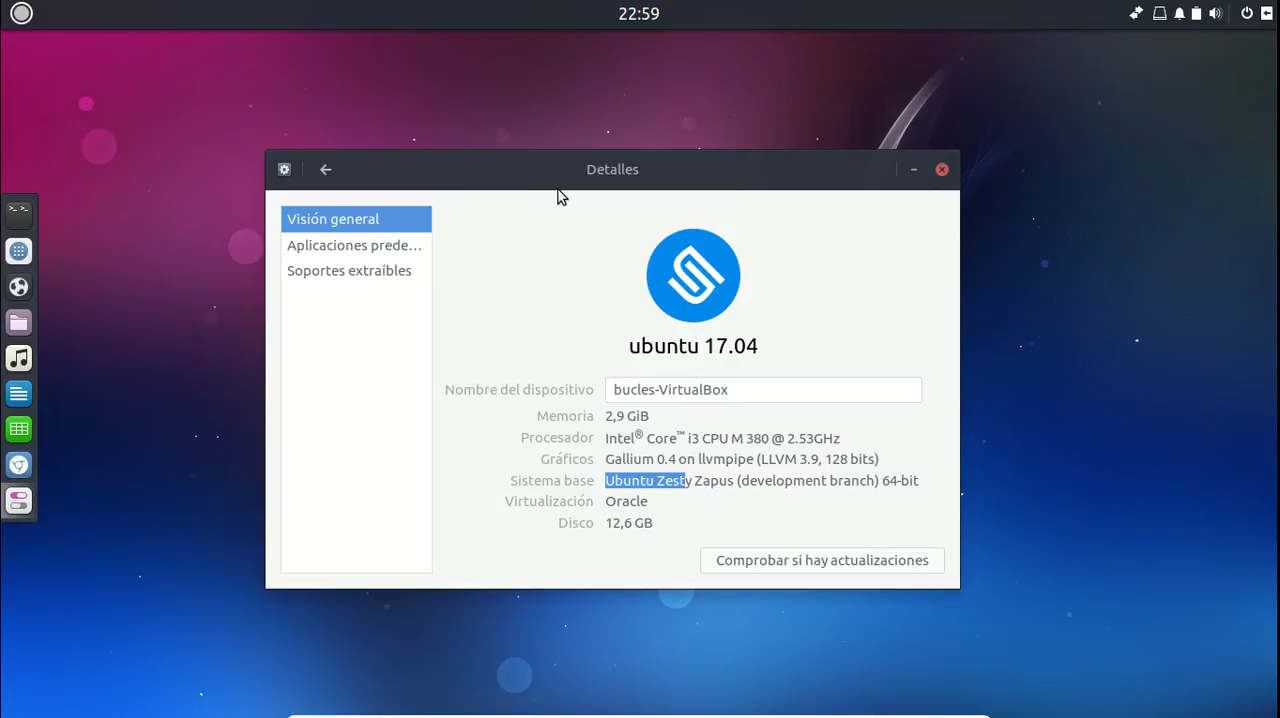 22:59
Detalles
Visión general
Aplicaciones prede...
Soportes extraíbles
ubuntu 17.04
Nombre del dispositivo bucles-VirtualBox
Memoria 2,9 GiB
Procesador Intel® Core™ i3 CPU M 380 @ 2.53GHz
Gráficos Gallium 0.4 on llvmpipe (LLVM 3.9, 128 bits)
Sistema base Ubuntu Zesty Zapus (development branch) 64-bit
Virtualización Oracle
Disco 12,6 GB
Comprobar si hay actualizaciones